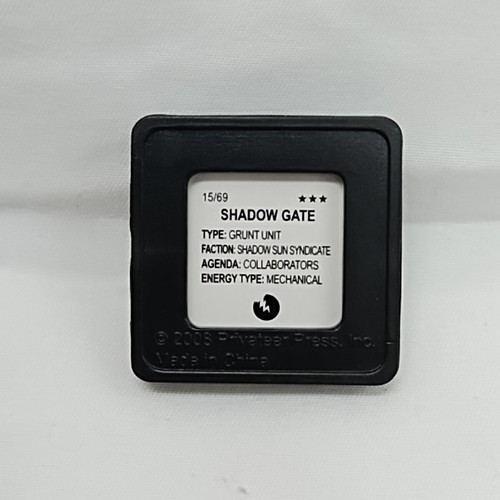 15/69 ★★★
SHADOW GATE
TYPE: GRUNT UNIT
FACTION: SHADOW SUN SYNDICATE
AGENDA: COLLABORATORS
ENERGY TYPE: MECHANICAL
© 2008 Privateer Press, Inc.
Made in China